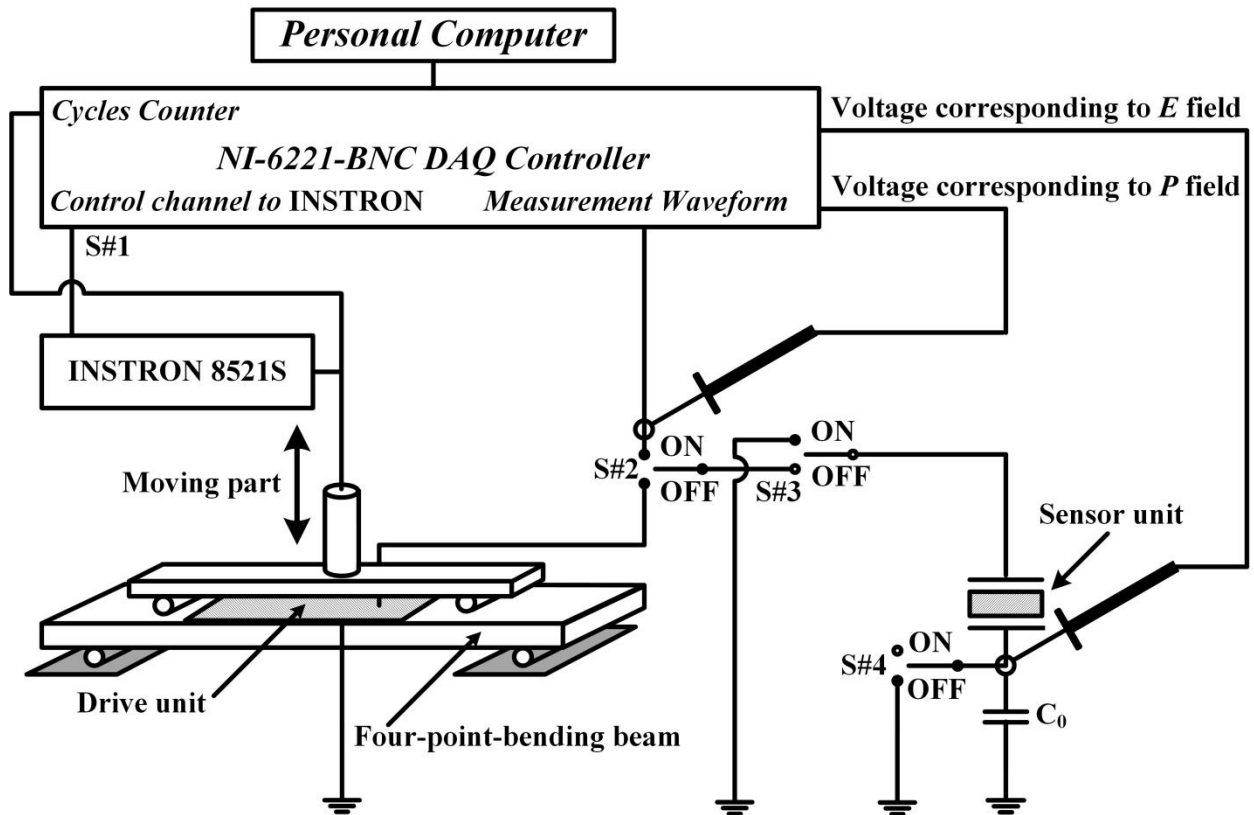 Personal Computer
Cycles Counter
NI-6221-BNC DAQ Controller
Control channel to INSTRON
Measurement Waveform
Voltage corresponding to E field
Voltage corresponding to P field
S#1
INSTRON 8521S
Moving part
ON
S#2
OFF
ON
S#3
OFF
Sensor unit
ON
S#4
OFF
C₀
Drive unit
Four-point-bending beam